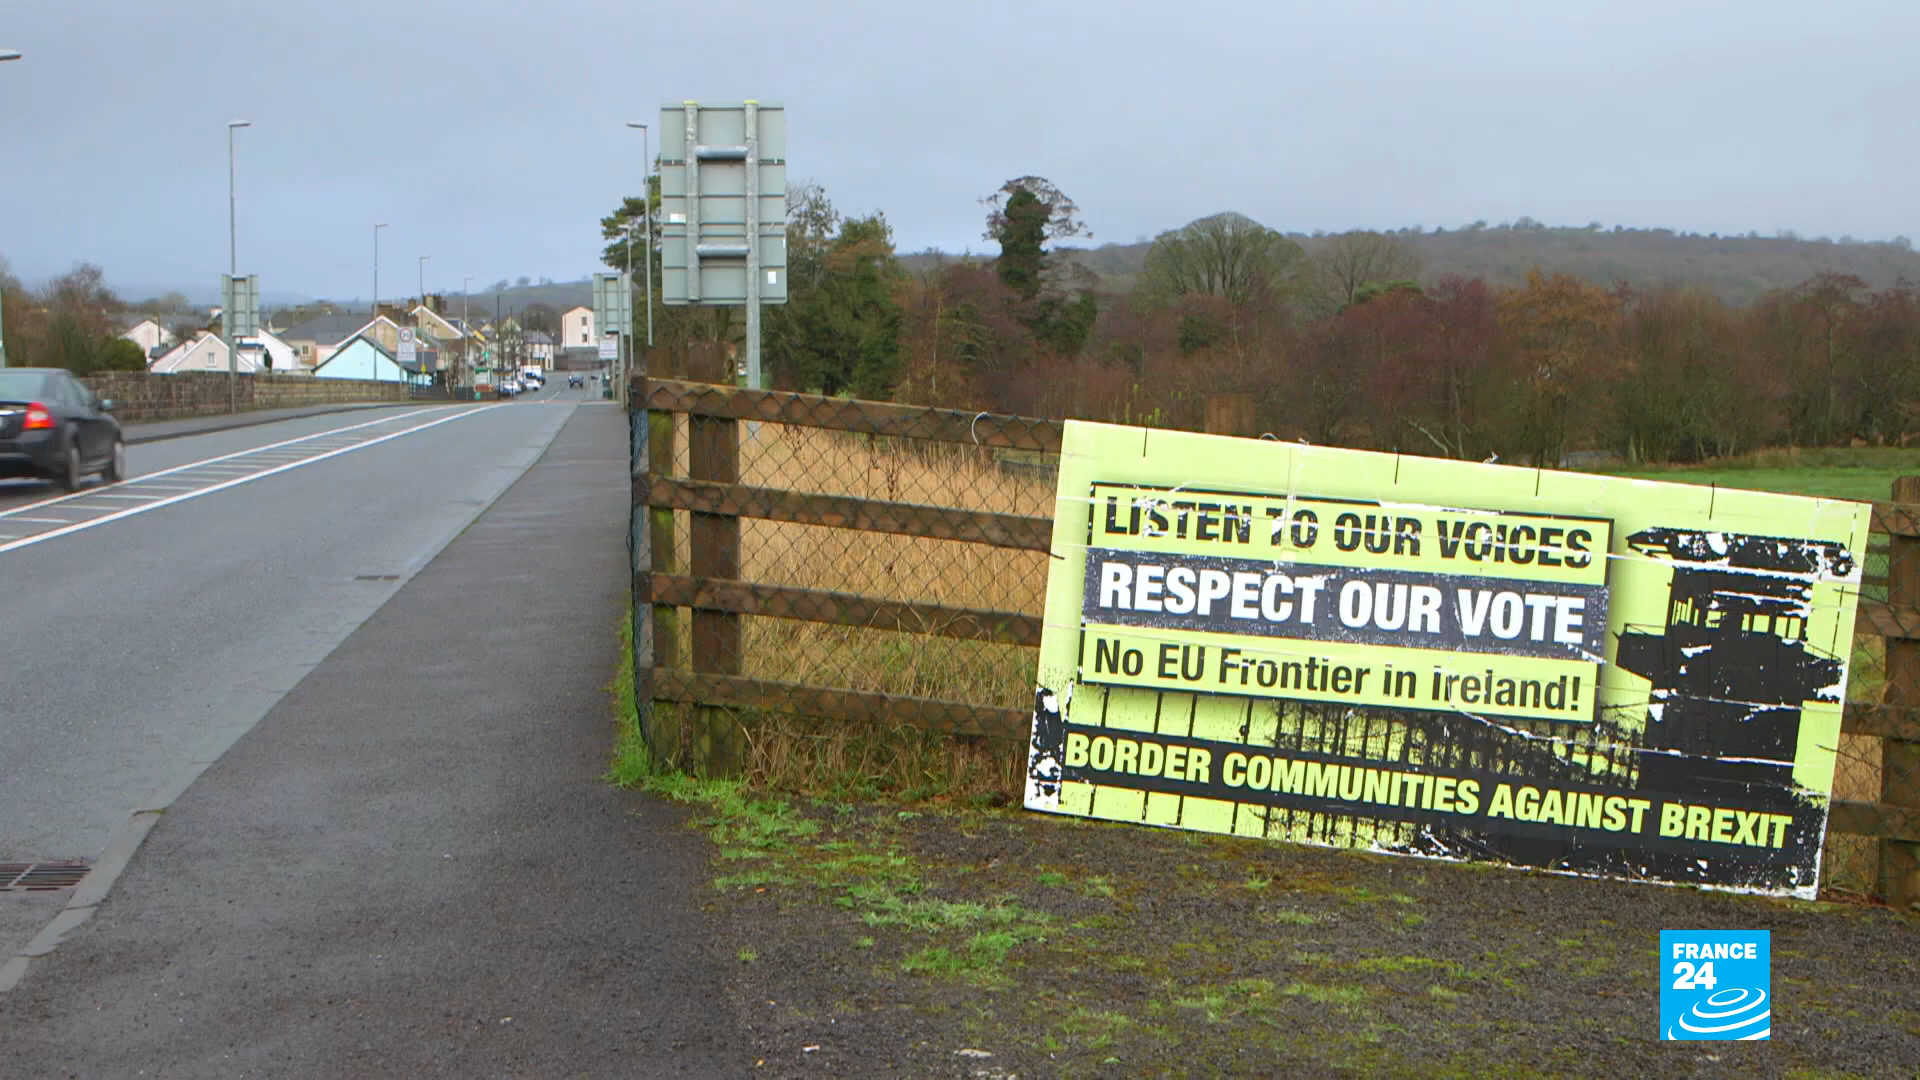 LISTEN TO OUR VOICES
RESPECT OUR VOTE
No EU Frontier in Ireland!
BORDER COMMUNITIES AGAINST BREXIT
FRANCE
24